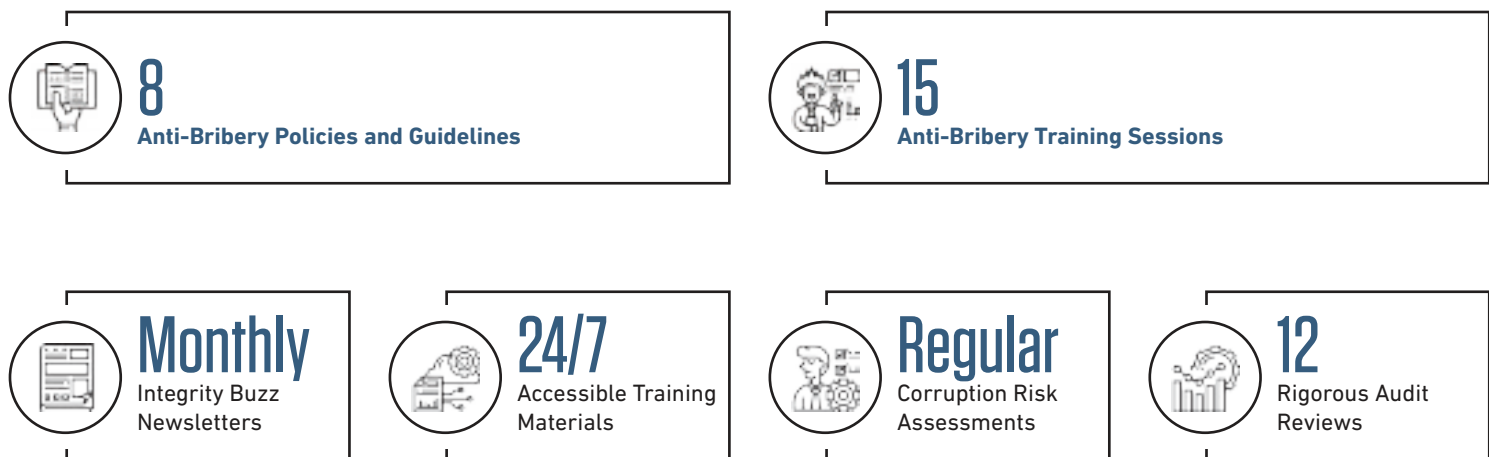 8
Anti-Bribery Policies and Guidelines
15
Anti-Bribery Training Sessions
Monthly
Integrity Buzz
Newsletters
24/7
Accessible Training
Materials
Regular
Corruption Risk
Assessments
12
Rigorous Audit
Reviews